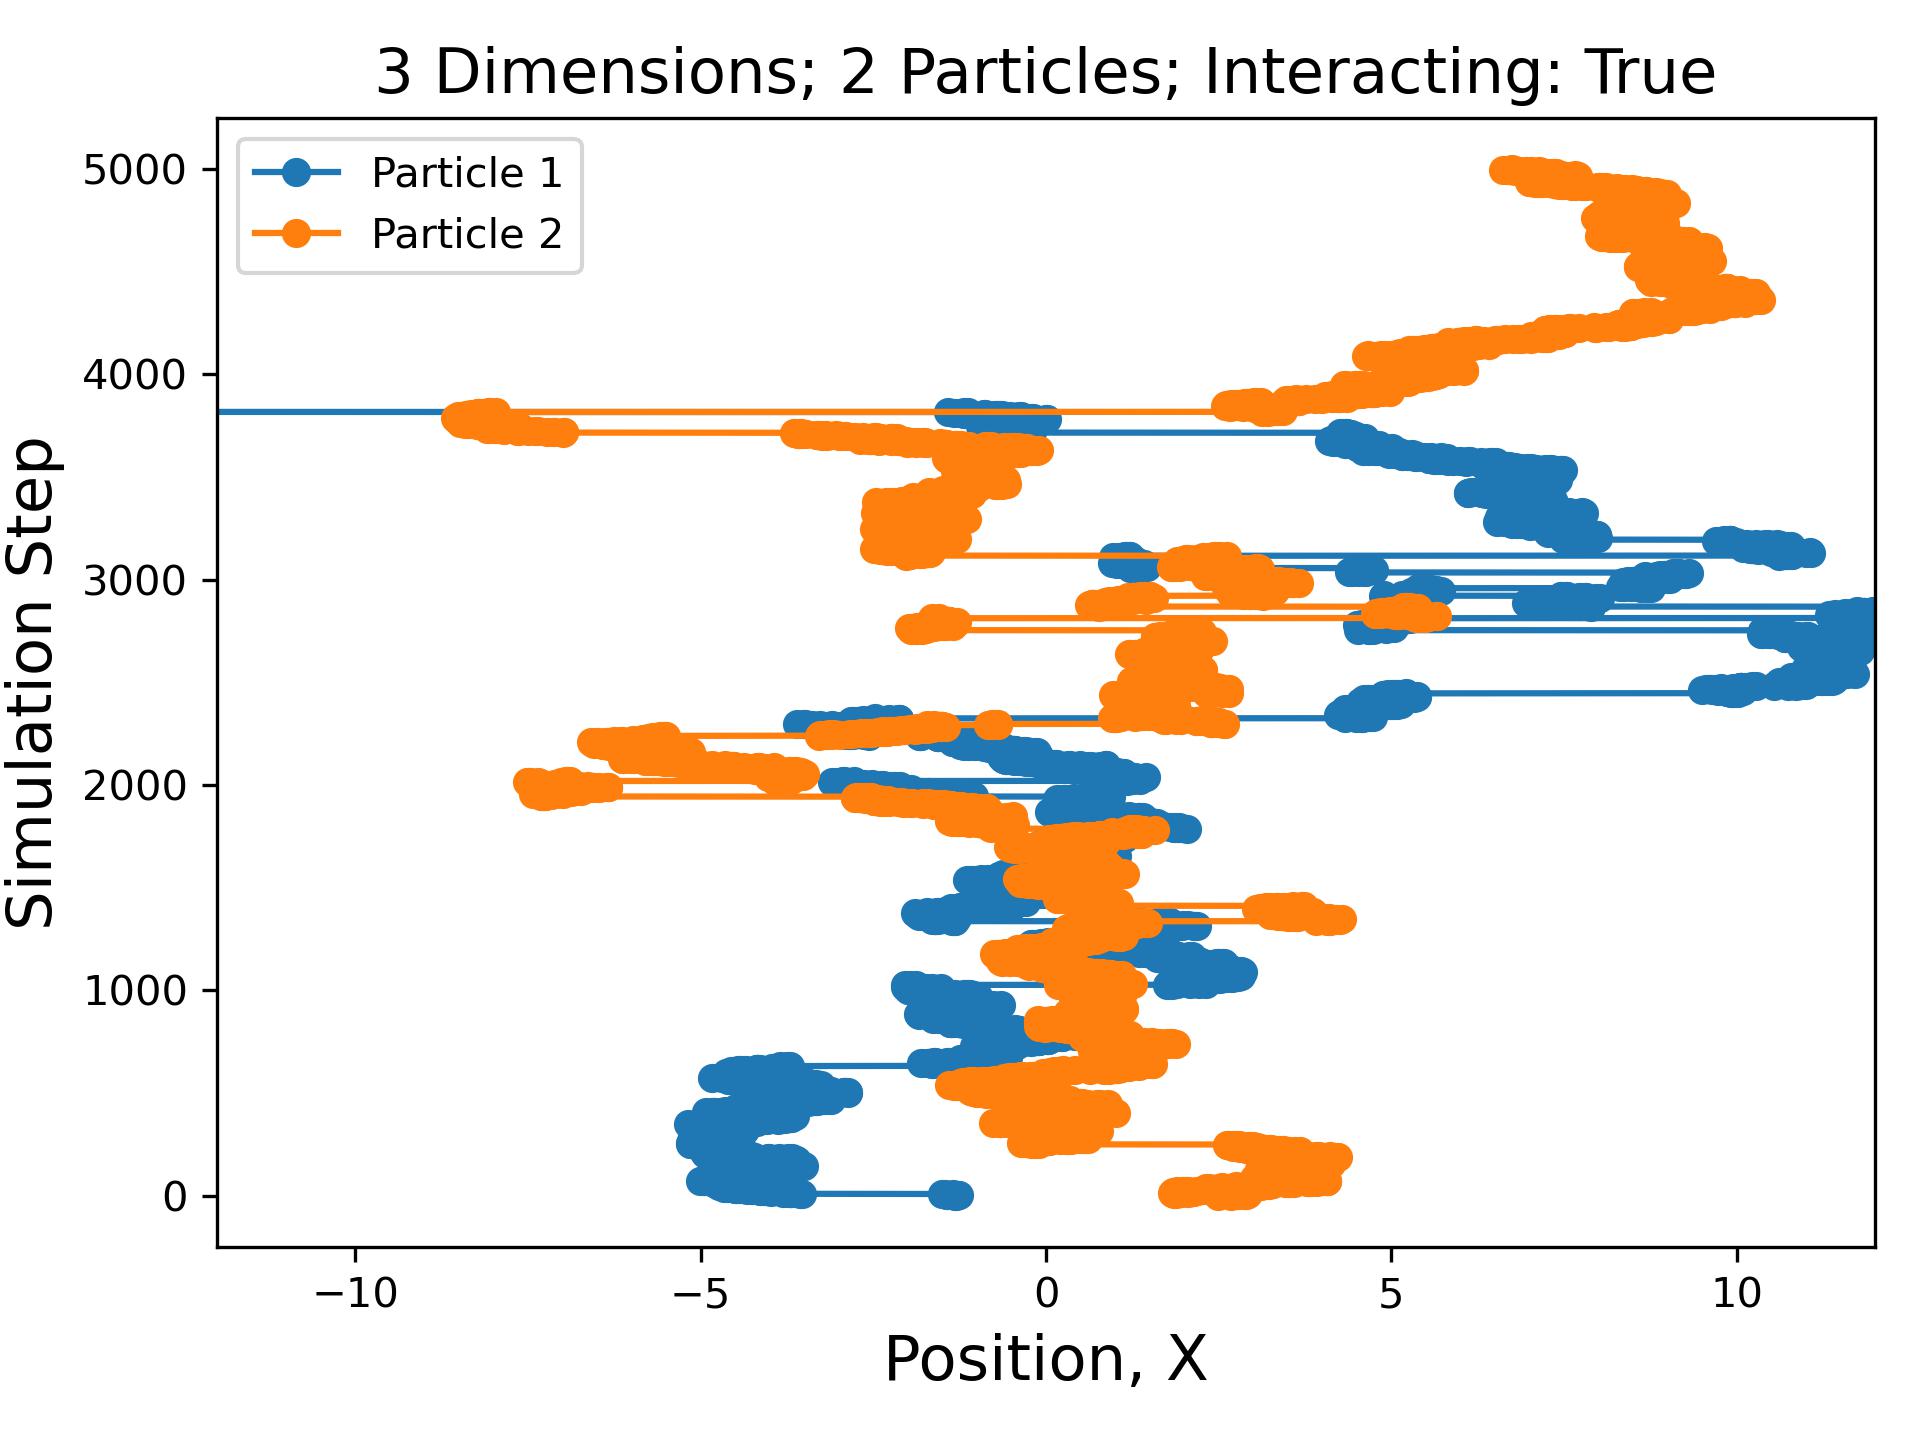 3 Dimensions; 2 Particles; Interacting: True
Particle 1
Particle 2
5000
4000
3000
2000
1000
0
Simulation Step
−10
−5
0
5
10
Position, X